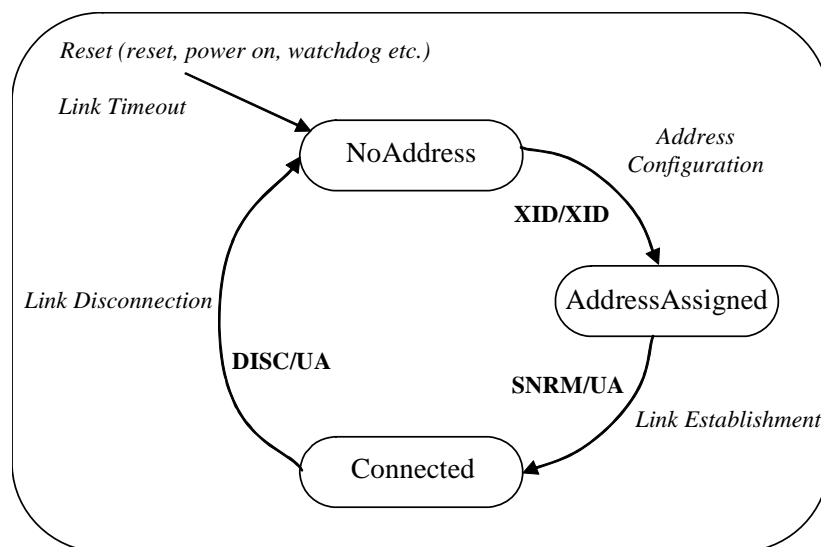 Reset (reset, power on, watchdog etc.)
Link Timeout
NoAddress
Address
Configuration
XID/XID
AddressAssigned
Link Disconnection
DISC/UA
SNRM/UA
Link Establishment
Connected